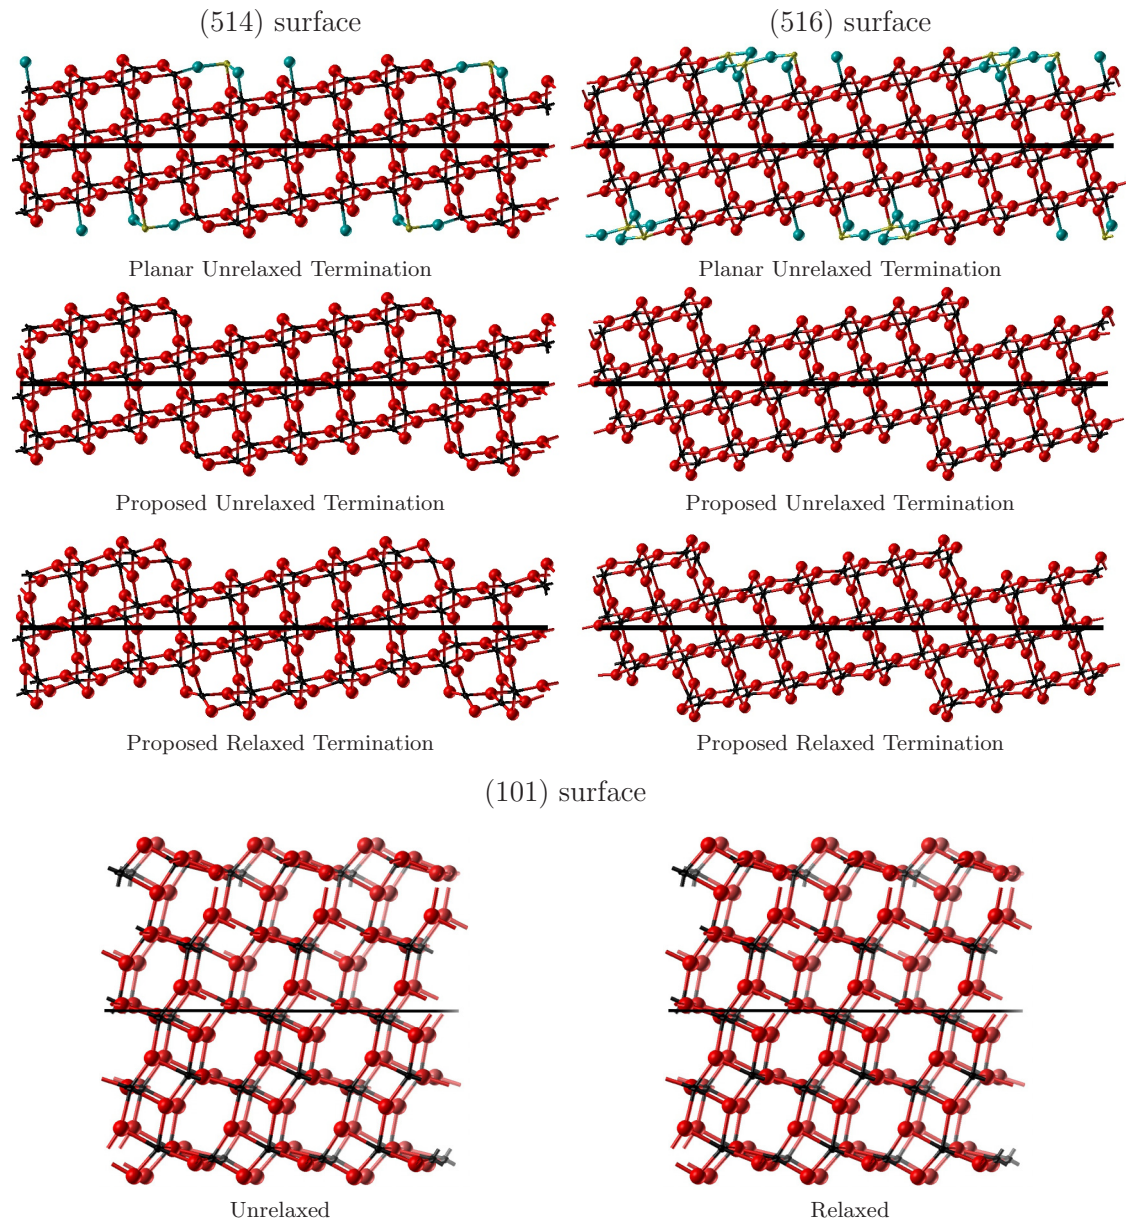 (514) surface
(516) surface
Planar Unrelaxed Termination
Planar Unrelaxed Termination
Proposed Unrelaxed Termination
Proposed Unrelaxed Termination
Proposed Relaxed Termination
Proposed Relaxed Termination
(101) surface
Unrelaxed
Relaxed